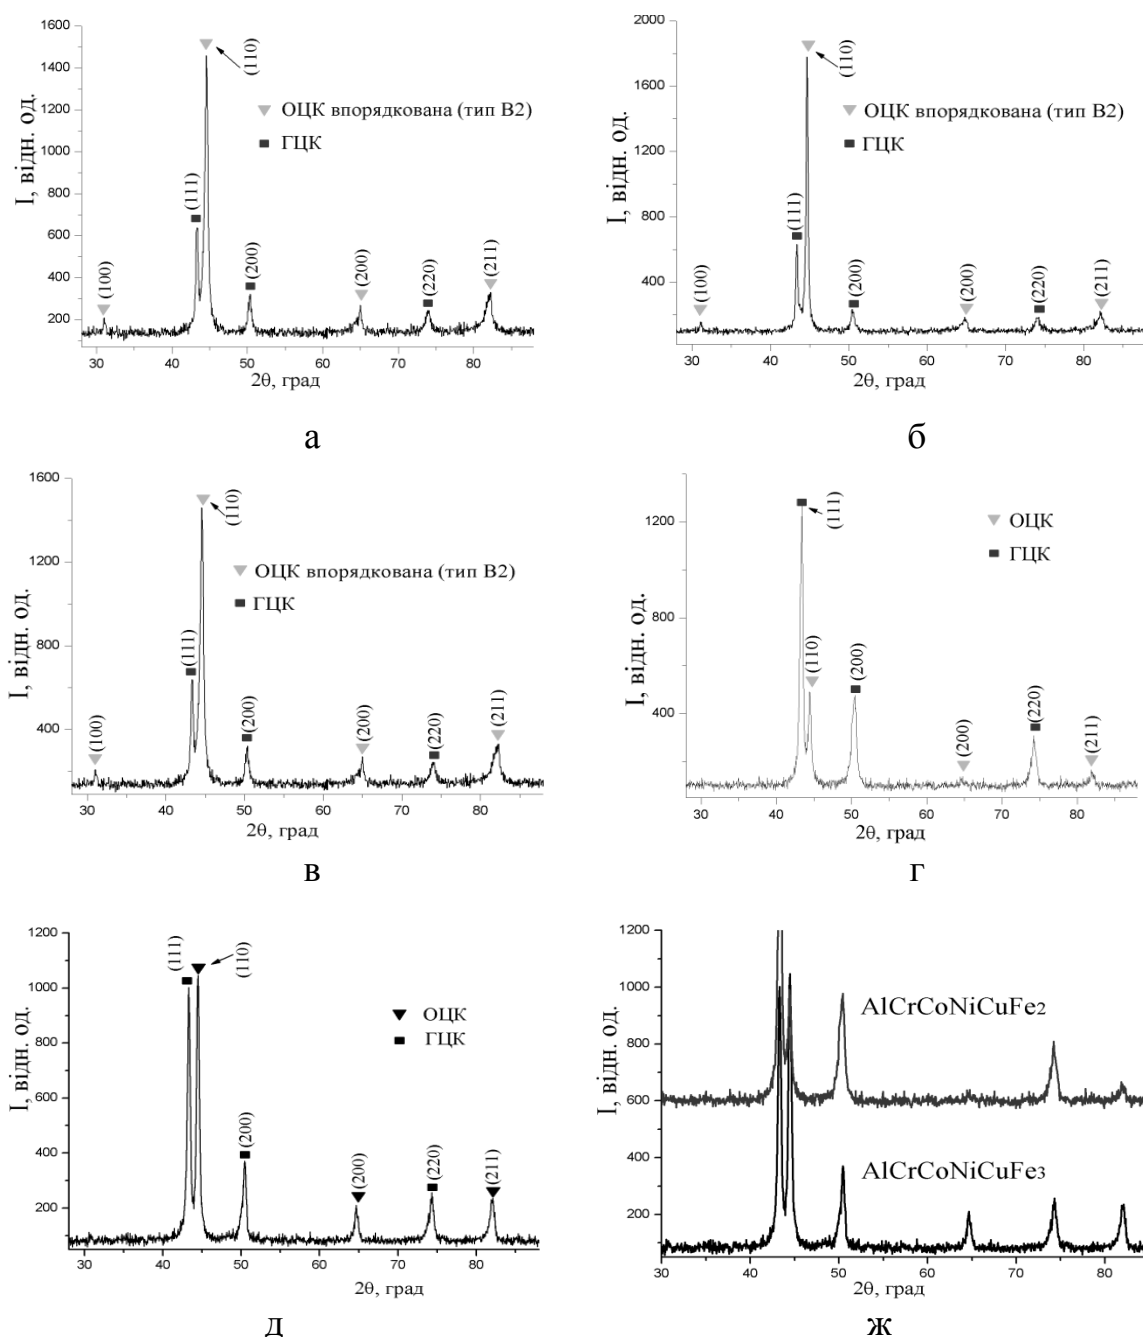 1600
1400
1200
1000
800
600
400
200
I, відн. од.
(100)
(111)
(110)
(200)
(200)
(220)
(211)
ОЦК впорядкована (тип В2)
ГЦК
30 40 50 60 70 80
2θ, град
а
2000
1600
1200
800
400
I, відн. од.
(100)
(111)
(110)
(200)
(200)
(220)
(211)
ОЦК впорядкована (тип В2)
ГЦК
30 40 50 60 70 80
2θ, град
б
1600
1200
800
400
I, відн. од.
(100)
(111)
(110)
(200)
(200)
(220)
(211)
ОЦК впорядкована (тип В2)
ГЦК
30 40 50 60 70 80
2θ, град
в
1200
800
400
I, відн. од.
(111)
(110)
(200)
(200)
(220)
(211)
ОЦК
ГЦК
30 40 50 60 70 80
2θ, град
г
1200
1000
800
600
400
200
I, відн. од.
(111)
(110)
(200)
(200)
(220)
(211)
ОЦК
ГЦК
30 40 50 60 70 80
2θ, град
д
1200
1000
800
600
400
200
I, відн. од.
AlCrCoNiCuFe2
AlCrCoNiCuFe3
30 40 50 60 70 80
2θ, град
ж